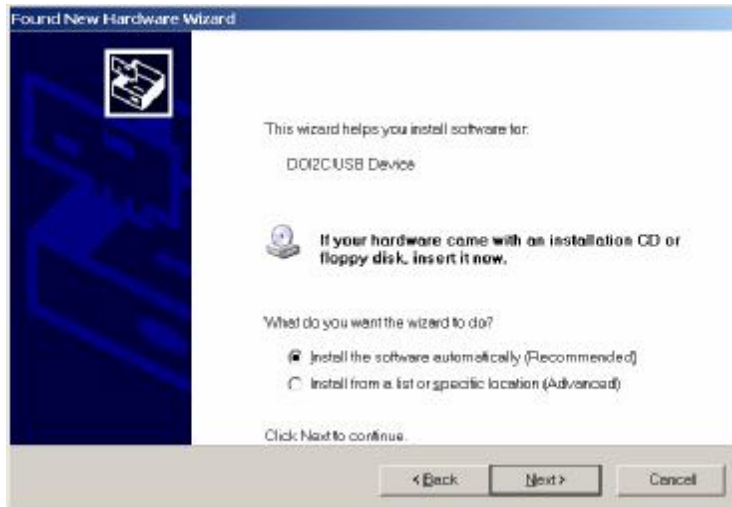 Found New Hardware Wizard
This wizard helps you install software for:
DOI2C/USB Device
If your hardware came with an installation CD or
floppy disk, insert it now.
What do you want the wizard to do?
Install the software automatically (Recommended)
Install from a list or specific location (Advanced)
Click Next to continue.
< Back
Next >
Cancel